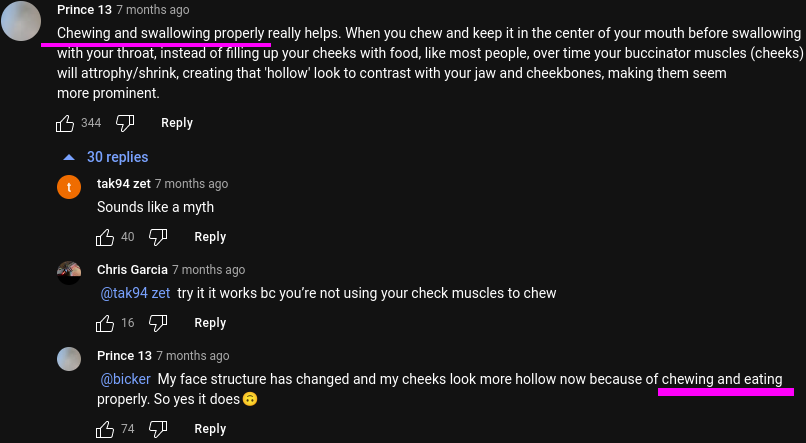 Prince 13 7 months ago
Chewing and swallowing properly really helps. When you chew and keep it in the center of your mouth before swallowing
with your throat, instead of filling up your cheeks with food, like most people, over time your buccinator muscles (cheeks)
will attrophy/shrink, creating that 'hollow' look to contrast with your jaw and cheekbones, making them seem
more prominent.
344 Reply
30 replies
t
tak94 zet 7 months ago
Sounds like a myth
40 Reply
Chris Garcia 7 months ago
@tak94 zet try it it works bc you're not using your check muscles to chew
16 Reply
Prince 13 7 months ago
@bicker My face structure has changed and my cheeks look more hollow now because of chewing and eating
properly. So yes it does🙃
74 Reply